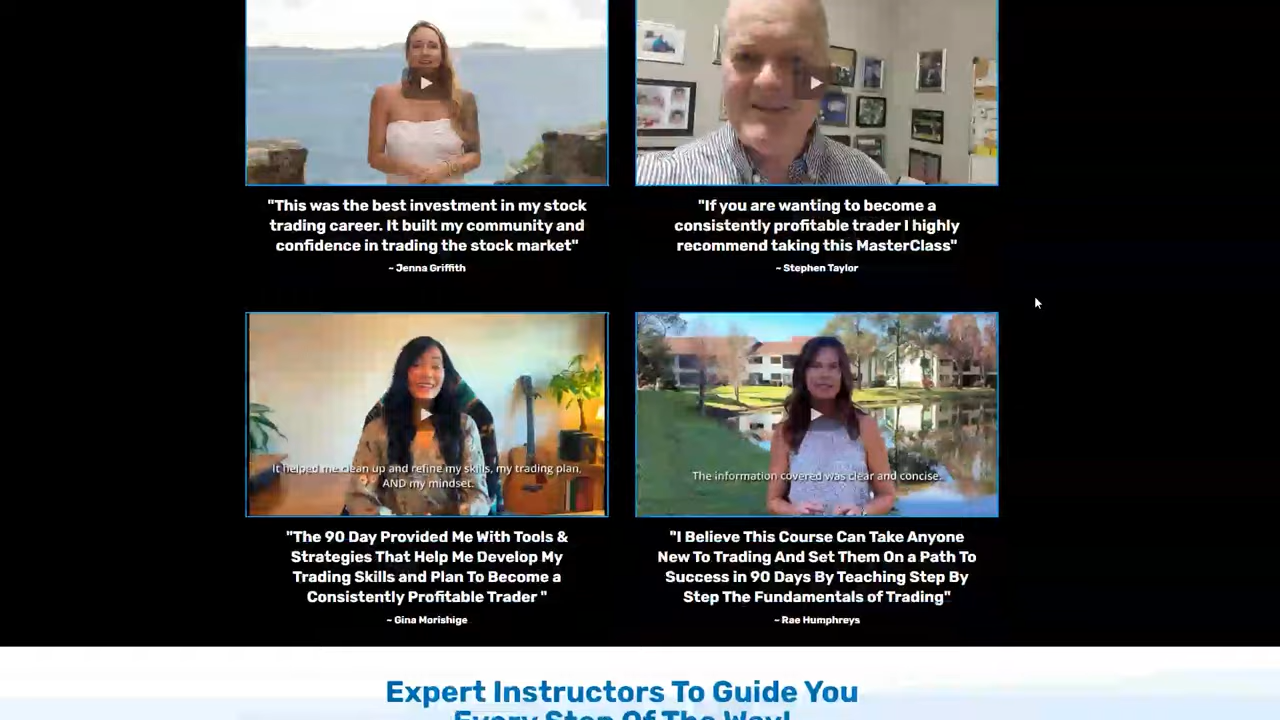 "This was the best investment in my stock
trading career. It built my community and
confidence in trading the stock market"
~ Jenna Griffith
"If you are wanting to become a
consistently profitable trader I highly
recommend taking this MasterClass"
~ Stephen Taylor
It helped me clean up and refine my skills, my trading plan,
AND my mindset.
The information covered was clear and concise.
"The 90 Day Provided Me With Tools &
Strategies That Help Me Develop My
Trading Skills and Plan To Become a
Consistently Profitable Trader "
~ Gina Morishige
"I Believe This Course Can Take Anyone
New To Trading And Set Them On a Path To
Success in 90 Days By Teaching Step By
Step The Fundamentals of Trading"
~ Rae Humphreys
Expert Instructors To Guide You
Every Step Of The Way!